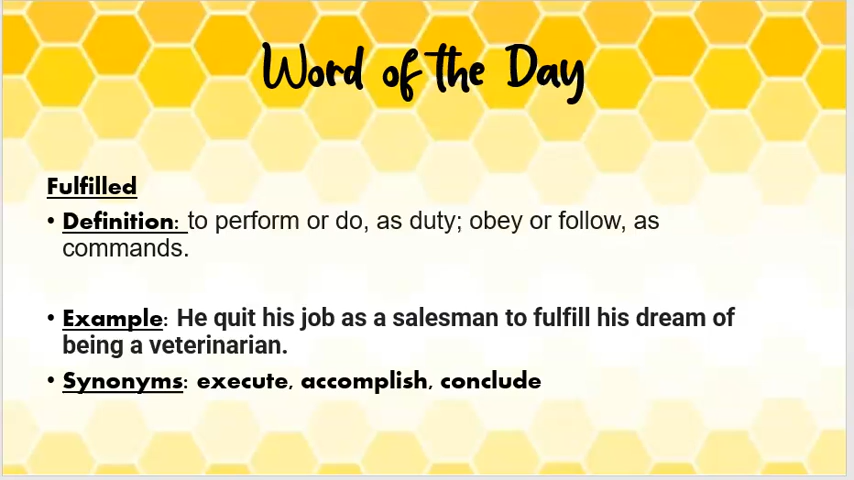 Word of the Day
Fulfilled
• Definition: to perform or do, as duty; obey or follow, as
commands.
• Example: He quit his job as a salesman to fulfill his dream of
being a veterinarian.
• Synonyms: execute, accomplish, conclude